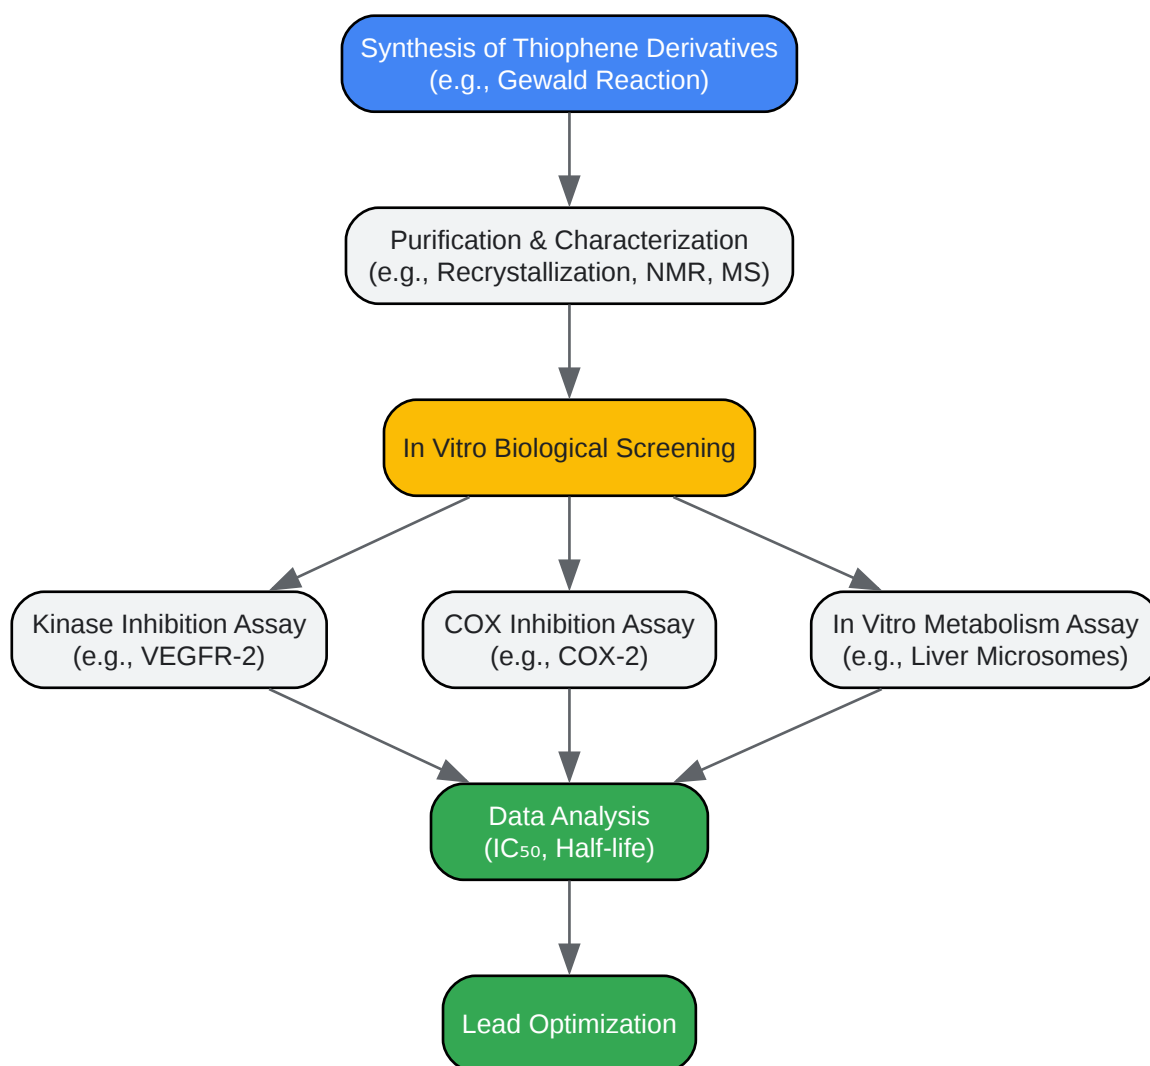 Synthesis of Thiophene Derivatives
(e.g., Gewald Reaction)
Purification & Characterization
(e.g., Recrystallization, NMR, MS)
In Vitro Biological Screening
Kinase Inhibition Assay
(e.g., VEGFR-2)
COX Inhibition Assay
(e.g., COX-2)
In Vitro Metabolism Assay
(e.g., Liver Microsomes)
Data Analysis
(IC₅₀, Half-life)
Lead Optimization